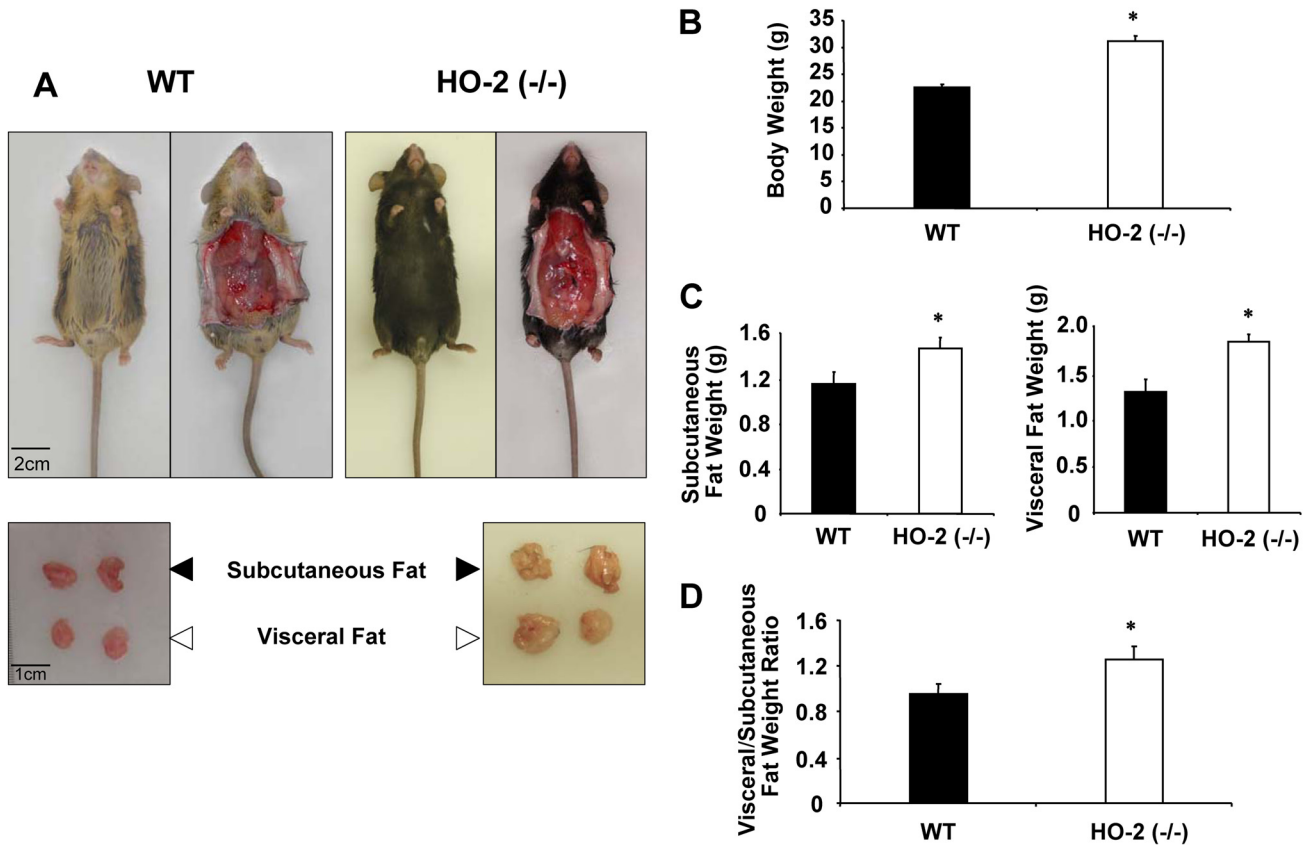 A
WT
HO-2 (-/-)
2cm
Subcutaneous Fat
Visceral Fat
1cm
B
Body Weight (g)
35
30
25
20
15
10
5
0
*
WT
HO-2 (-/-)
C
Subcutaneous
Fat Weight (g)
1.6
1.2
0.8
0.4
0
*
WT
HO-2 (-/-)
Visceral Fat Weight (g)
2.0
1.5
1.0
0.5
0
*
WT
HO-2 (-/-)
D
Visceral/Subcutaneous
Fat Weight Ratio
1.6
1.2
0.8
0.4
0
*
WT
HO-2 (-/-)